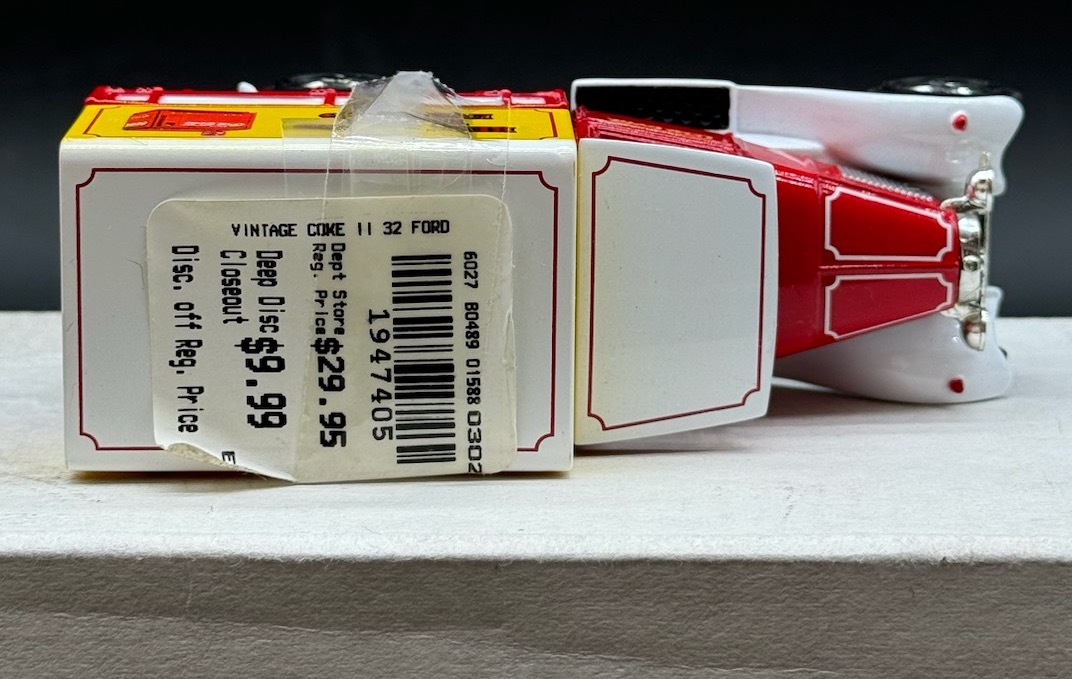 VINTAGE COKE II 32 FORD
6027 80489 01588 0302
1947405
Dept Store
Reg. Price $29.95
Deep Disc
Closeout $9.99
Disc. off Reg. Price
E